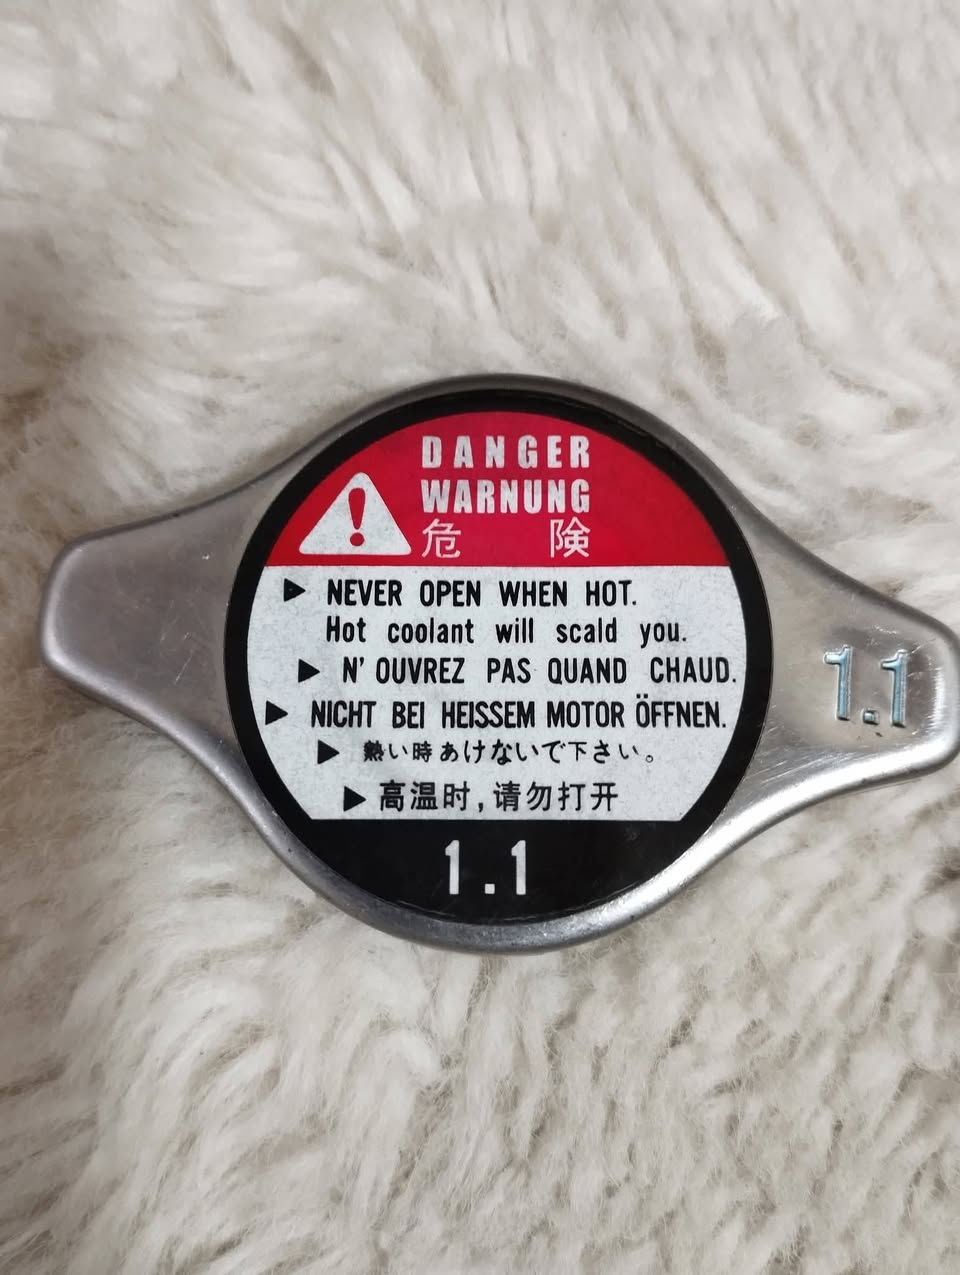 DANGER
WARNUNG
危 険
NEVER OPEN WHEN HOT.
Hot coolant will scald you.
N' OUVREZ PAS QUAND CHAUD.
NICHT BEI HEISSEM MOTOR ÖFFNEN.
熱い時あけないで下さい。
高温时,请勿打开
1.1
1.1